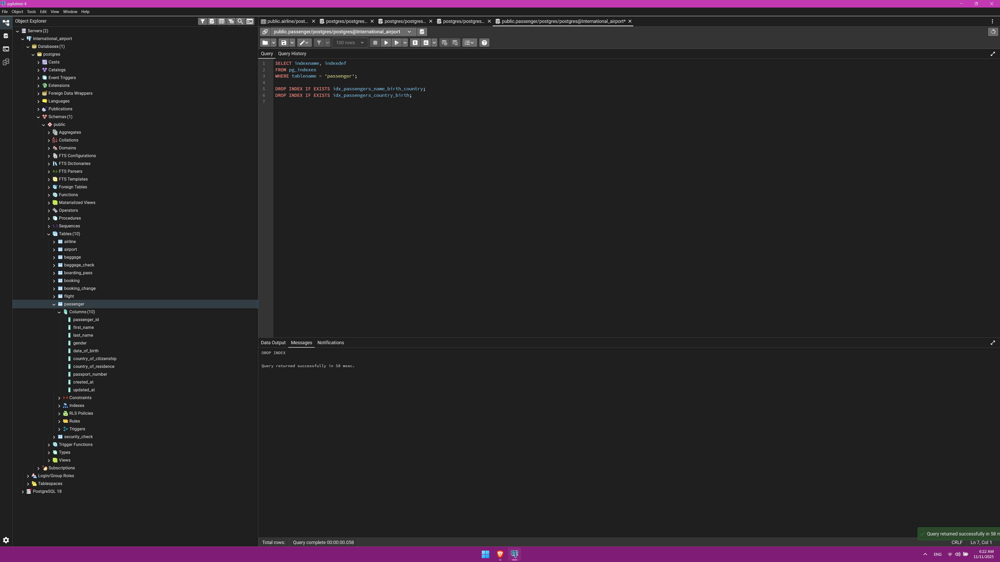 pgAdmin 4
File Object Tools Edit View Window Help
Object Explorer
Servers (2)
International_airport
Databases (1)
postgres
Casts
Catalogs
Event Triggers
Extensions
Foreign Data Wrappers
Languages
Publications
Schemas (1)
public
Aggregates
Collations
Domains
FTS Configurations
FTS Dictionaries
Aa FTS Parsers
FTS Templates
Foreign Tables
Functions
Materialized Views
Operators
Procedures
1..3 Sequences
Tables (10)
airline
airport
baggage
baggage_check
boarding_pass
booking
booking_change
flight
passenger
Columns (10)
passenger_id
first_name
last_name
gender
date_of_birth
country_of_citizenship
country_of_residence
passport_number
created_at
updated_at
Constraints
Indexes
RLS Policies
Rules
Triggers
security_check
Trigger Functions
Types
Views
Subscriptions
Login/Group Roles
Tablespaces
PostgreSQL 18
public.airline/post... postgres/postgres... postgres/postgres... postgres/postgres... public.passenger/postgres/postgres@International_airport*
public.passenger/postgres/postgres@International_airport
100 rows E
Query Query History
1 SELECT indexname, indexdef
2 FROM pg_indexes
3 WHERE tablename = 'passenger';
4
5 DROP INDEX IF EXISTS idx_passengers_name_birth_country;
6 DROP INDEX IF EXISTS idx_passengers_country_birth;
7
Data Output Messages Notifications
DROP INDEX
Query returned successfully in 58 msec.
Query returned successfully in 58 m
Total rows: Query complete 00:00:00.058 CRLF Ln 7, Col 1
ENG 6:22 AM
11/11/2025